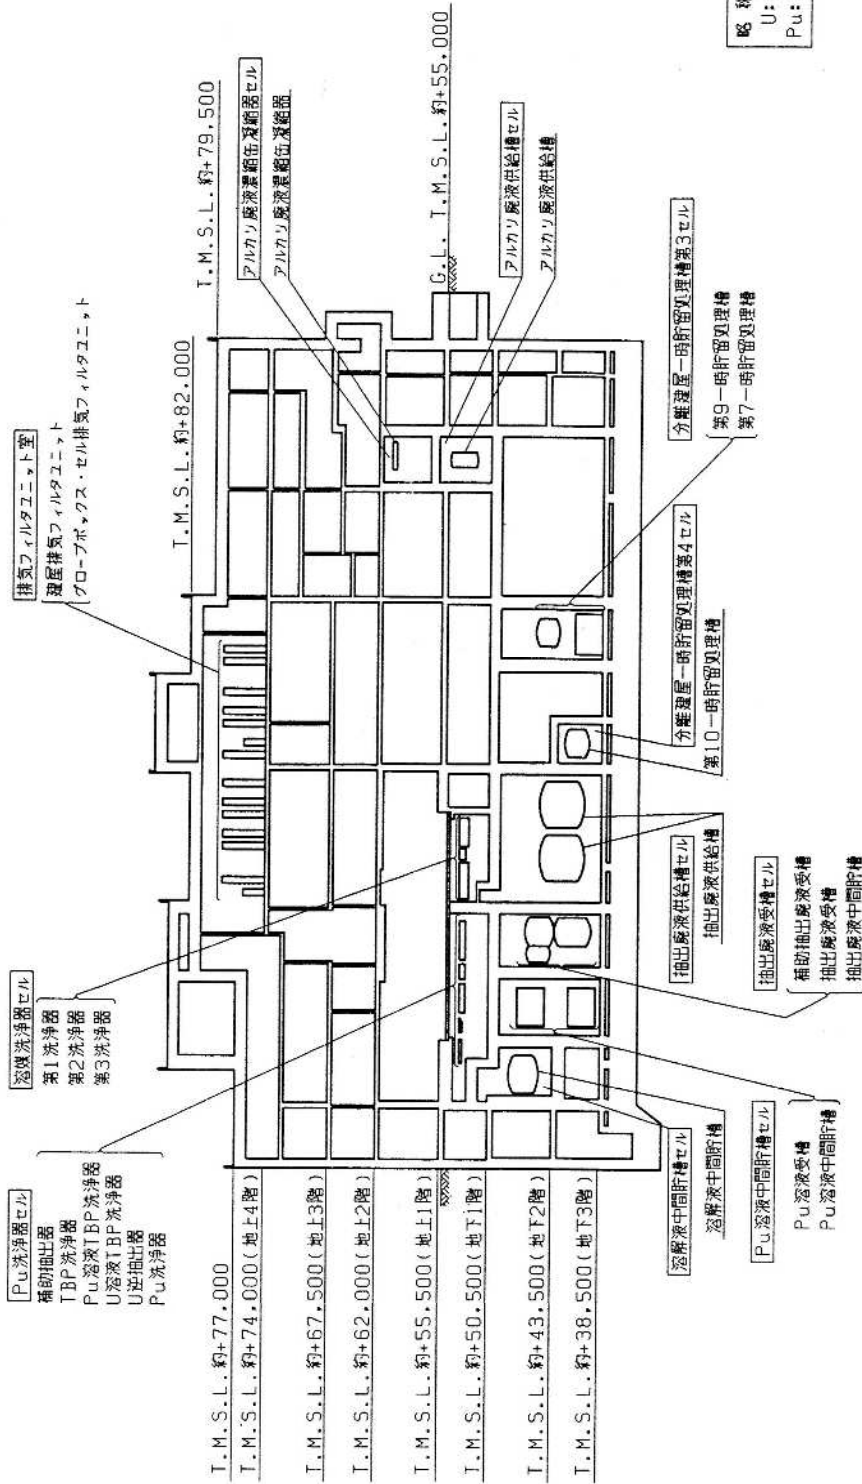 排気フィルタユニット室
建屋排気フィルタユニット
グローブボックス・セル排気フィルタユニット
T.M.S.L.約+79,500
T.M.S.L.約+82,000
アルカリ廃液濃縮缶凝縮器セル
アルカリ廃液濃縮缶凝縮器
G.L. T.M.S.L.約+55,000
アルカリ廃液供給槽セル
アルカリ廃液供給槽
溶媒洗浄器セル
第1洗浄器
第2洗浄器
第3洗浄器
Pu洗浄器セル
補助抽出器
TBP洗浄器
Pu溶液TBP洗浄器
U溶液TBP洗浄器
U逆抽出器
Pu洗浄器
T.M.S.L.約+77,000
T.M.S.L.約+74,000(地上4階)
T.M.S.L.約+67,500(地上3階)
T.M.S.L.約+62,000(地上2階)
T.M.S.L.約+55,500(地上1階)
T.M.S.L.約+50,500(地下1階)
T.M.S.L.約+43,500(地下2階)
T.M.S.L.約+38,500(地下3階)
溶解液中間貯槽セル
溶解液中間貯槽
Pu溶液中間貯槽セル
Pu溶液受槽
Pu溶液中間貯槽
抽出廃液受槽セル
補助抽出廃液受槽
抽出廃液受槽
抽出廃液中間貯槽
抽出廃液供給槽セル
抽出廃液供給槽
分離建屋一時貯留処理槽第4セル
第10一時貯留処理槽
分離建屋一時貯留処理槽第3セル
第9一時貯留処理槽
第7一時貯留処理槽
U:
Pu: